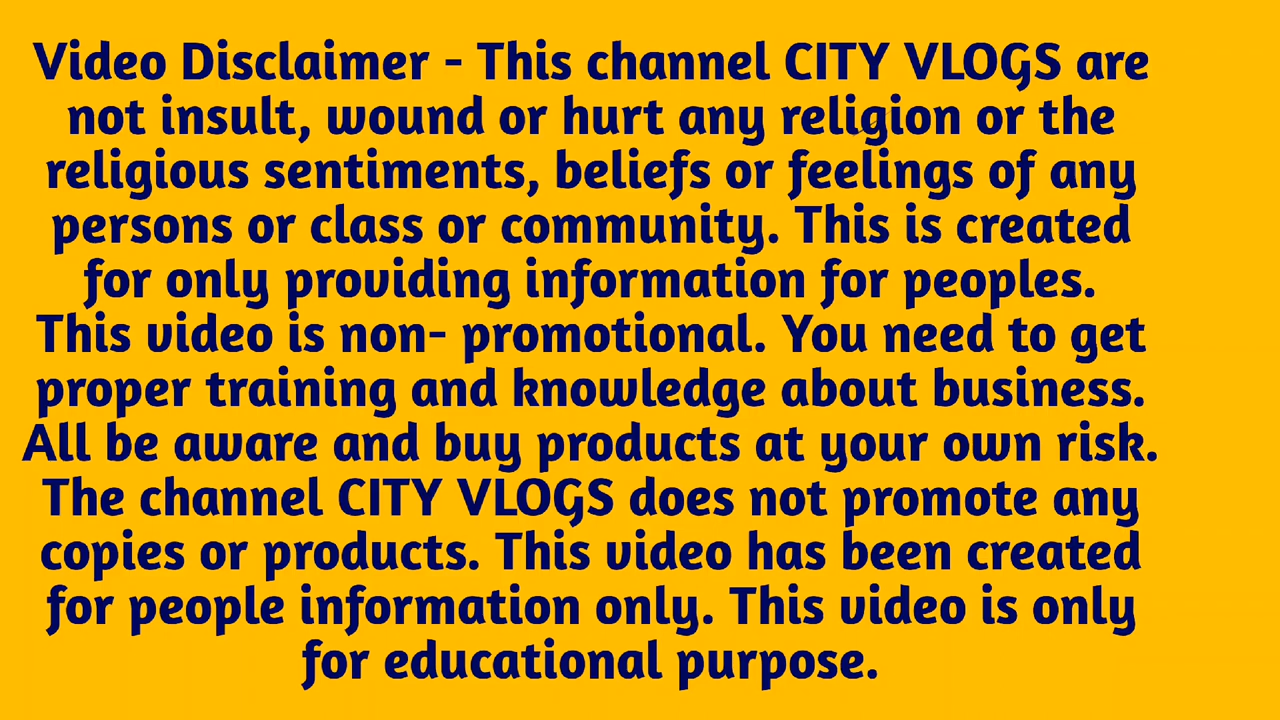 Video Disclaimer - This channel CITY VLOGS are
not insult, wound or hurt any religion or the
religious sentiments, beliefs or feelings of any
persons or class or community. This is created
for only providing information for peoples.
This video is non- promotional. You need to get
proper training and knowledge about business.
All be aware and buy products at your own risk.
The channel CITY VLOGS does not promote any
copies or products. This video has been created
for people information only. This video is only
for educational purpose.